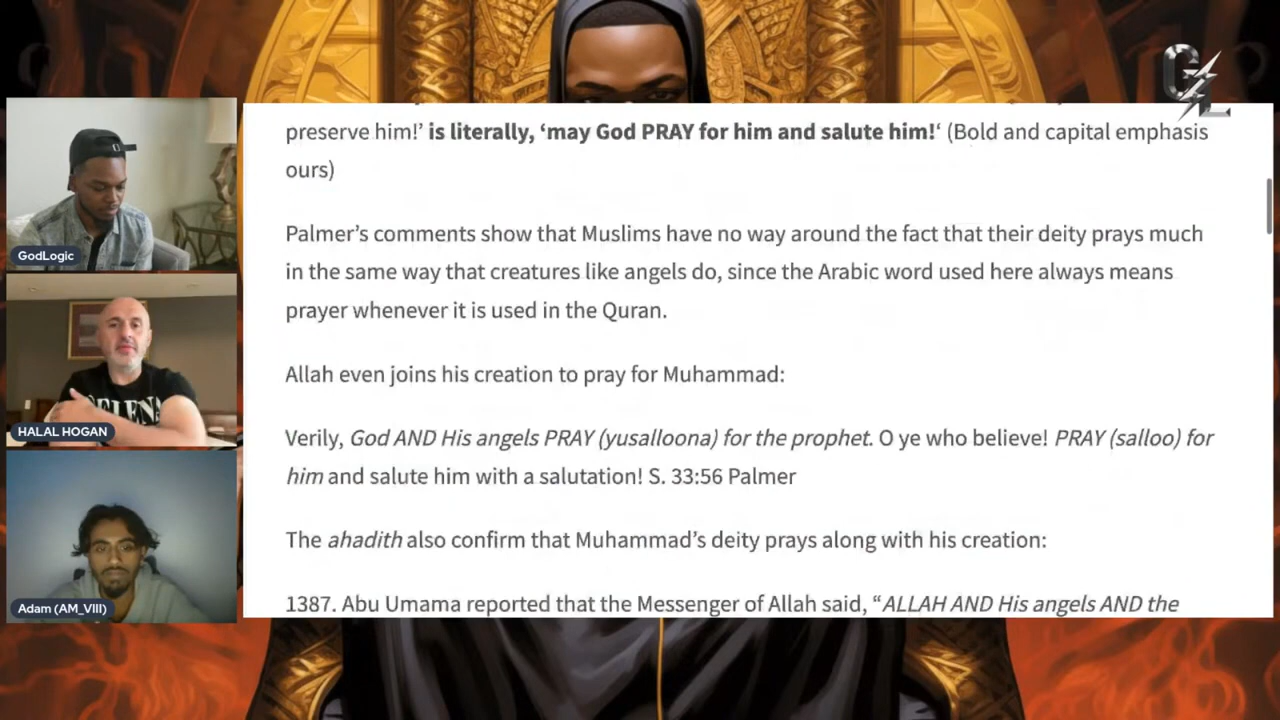 preserve him!’ is literally, ‘may God PRAY for him and salute him!‘ (Bold and capital emphasis
ours)
Palmer’s comments show that Muslims have no way around the fact that their deity prays much
in the same way that creatures like angels do, since the Arabic word used here always means
prayer whenever it is used in the Quran.
Allah even joins his creation to pray for Muhammad:
Verily, God AND His angels PRAY (yusalloona) for the prophet. O ye who believe! PRAY (salloo) for
him and salute him with a salutation! S. 33:56 Palmer
The ahadith also confirm that Muhammad’s deity prays along with his creation:
1387. Abu Umama reported that the Messenger of Allah said, “ALLAH AND His angels AND the
GodLogic
HALAL HOGAN
Adam (AM_VIII)
GL